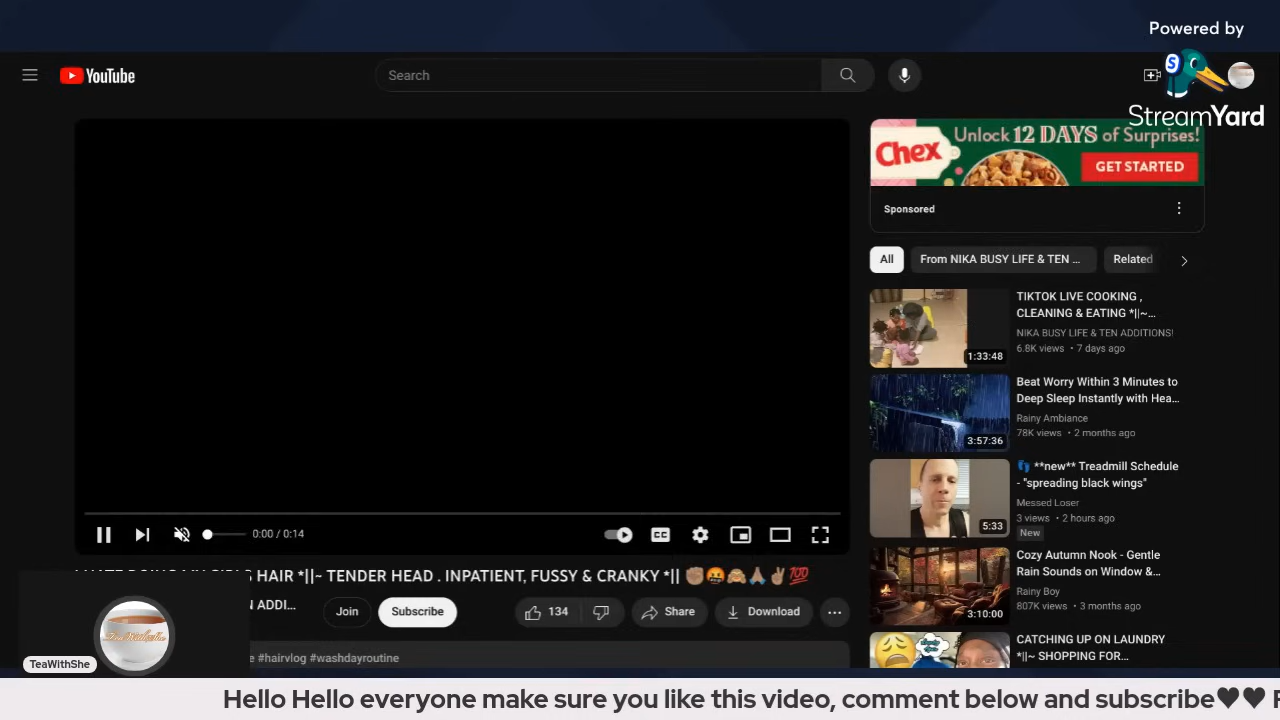 Powered by
StreamYard
YouTube
Search
Chex
Unlock 12 DAYS of Surprises!
GET STARTED
Sponsored
All
From NIKA BUSY LIFE & TEN ...
Related
TIKTOK LIVE COOKING ,
CLEANING & EATING *||~...
NIKA BUSY LIFE & TEN ADDITIONS!
6.8K views • 7 days ago
1:33:48
Beat Worry Within 3 Minutes to
Deep Sleep Instantly with Hea...
Rainy Ambiance
78K views • 2 months ago
3:57:36
👣 **new** Treadmill Schedule
- "spreading black wings"
Messed Loser
3 views • 2 hours ago
New
5:33
Cozy Autumn Nook - Gentle
Rain Sounds on Window &...
Rainy Boy
807K views • 3 months ago
3:10:00
CATCHING UP ON LAUNDRY
*||~ SHOPPING FOR...
0:00 / 0:14
CC
HAIR *||~ TENDER HEAD . INPATIENT, FUSSY & CRANKY *|| ✊🏽🤬🙈🙏🏽✌🏽💯
ADDI...
Join
Subscribe
134
Share
Download
#hairvlog #washdayroutine
TeaWithShe
Hello Hello everyone make sure you like this video, comment below and subscribe♥♥